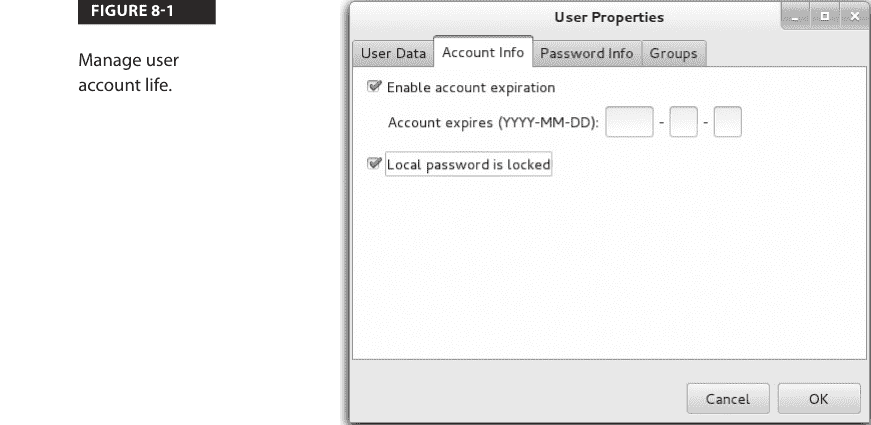 FIGURE 8-1
Manage user
account life.
User Properties
User Data Account Info Password Info Groups
Enable account expiration
Account expires (YYYY-MM-DD): - -
Local password is locked
Cancel OK